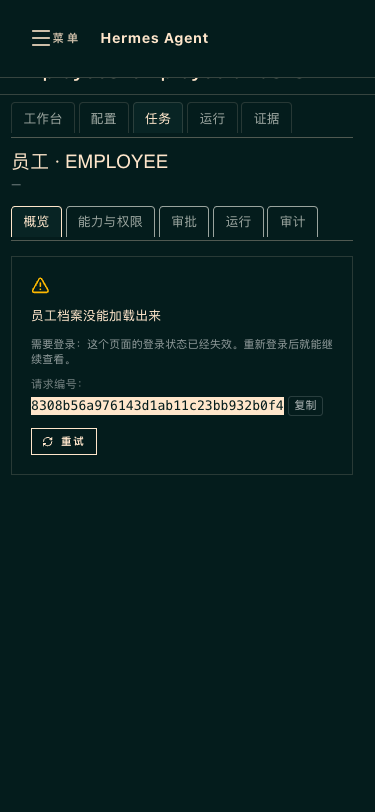 菜单 Hermes Agent
工作台 配置 任务 运行 证据
员工 · EMPLOYEE
—
概览 能力与权限 审批 运行 审计
员工档案没能加载出来
需要登录：这个页面的登录状态已经失效。重新登录后就能继
续查看。
请求编号：
8308b56a976143d1ab11c23bb932b0f4 复制
重试